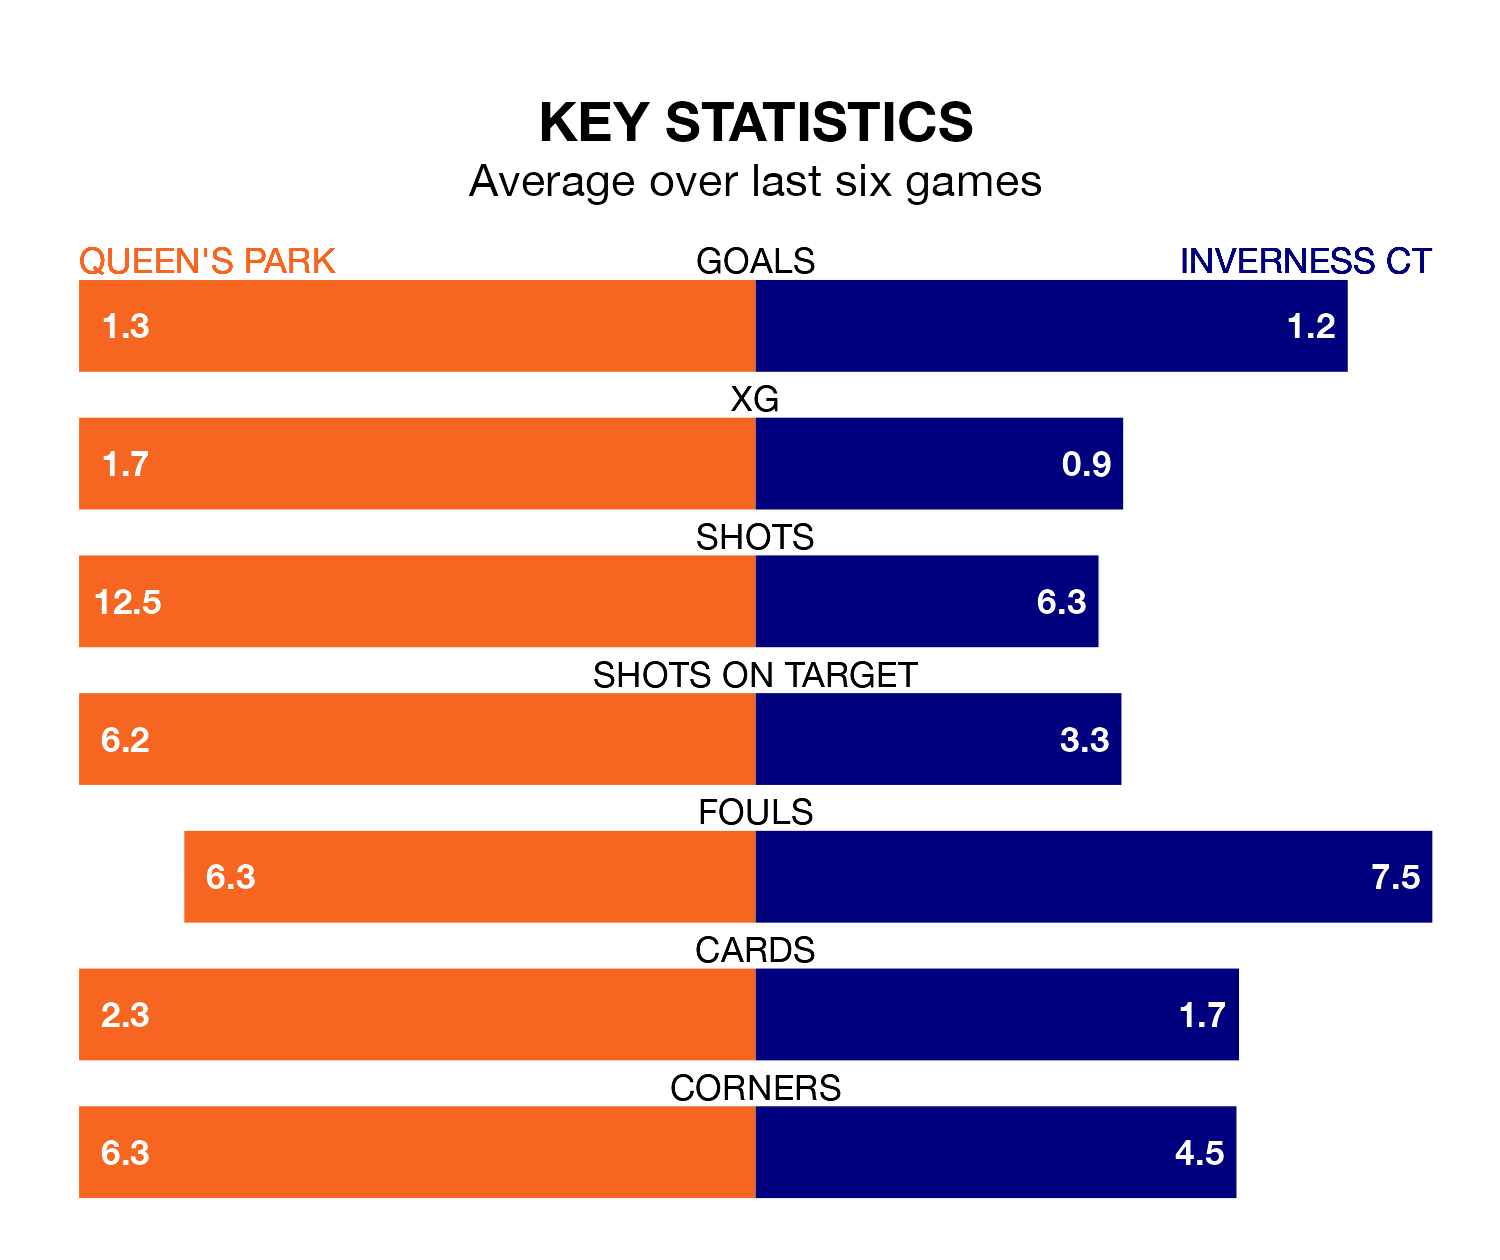 KEY STATISTICS
Average over last six games
QUEEN'S PARK GOALS INVERNESS CT
1.3 1.2
XG
1.7 0.9
SHOTS
12.5 6.3
SHOTS ON TARGET
6.2 3.3
FOULS
6.3 7.5
CARDS
2.3 1.7
CORNERS
6.3 4.5